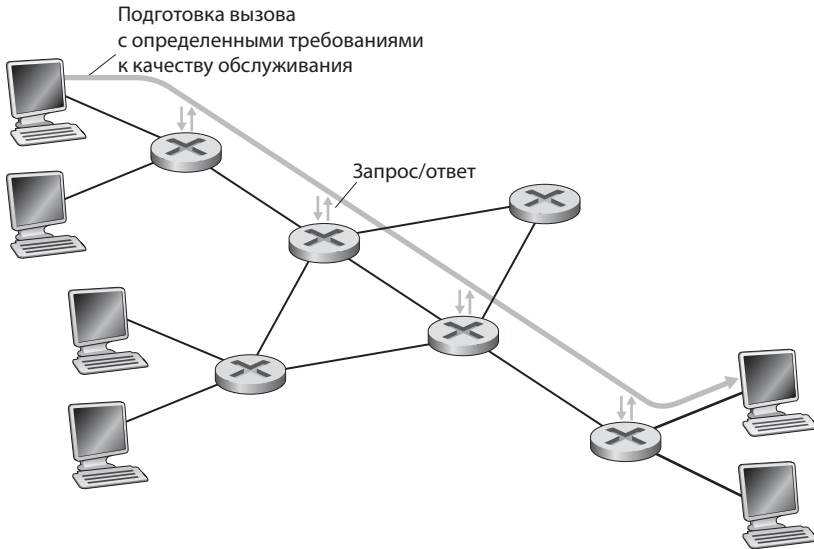 Подготовка вызова
с определенными требованиями
к качеству обслуживания
Запрос/ответ